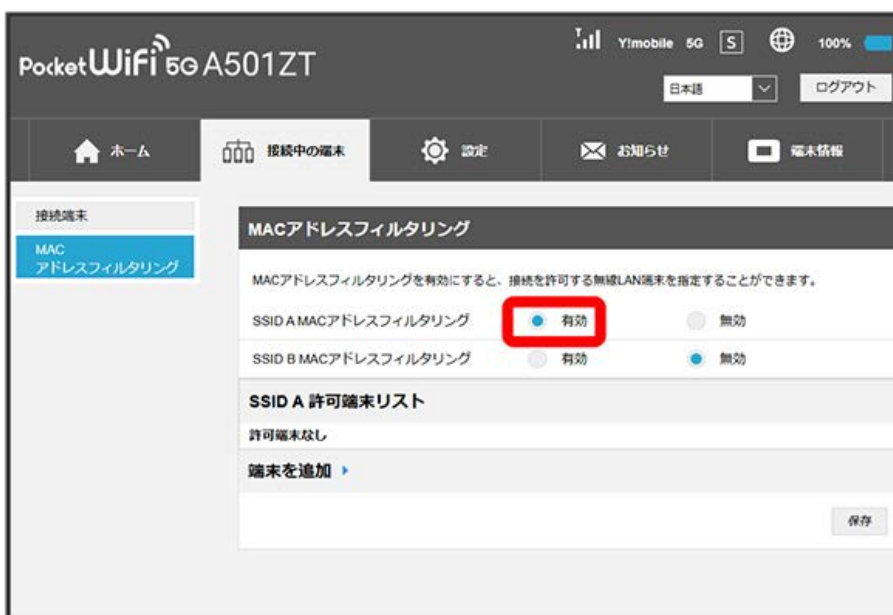 Pocket WiFi 5G A501ZT
Y!mobile 5G S 100%
日本語 ログアウト
ホーム 接続中の端末 設定 お知らせ 端末情報
接続端末
MAC
アドレスフィルタリング
MACアドレスフィルタリング
MACアドレスフィルタリングを有効にすると、接続を許可する無線LAN端末を指定することができます。
SSID A MACアドレスフィルタリング 有効 無効
SSID B MACアドレスフィルタリング 有効 無効
SSID A 許可端末リスト
許可端末なし
端末を追加
保存